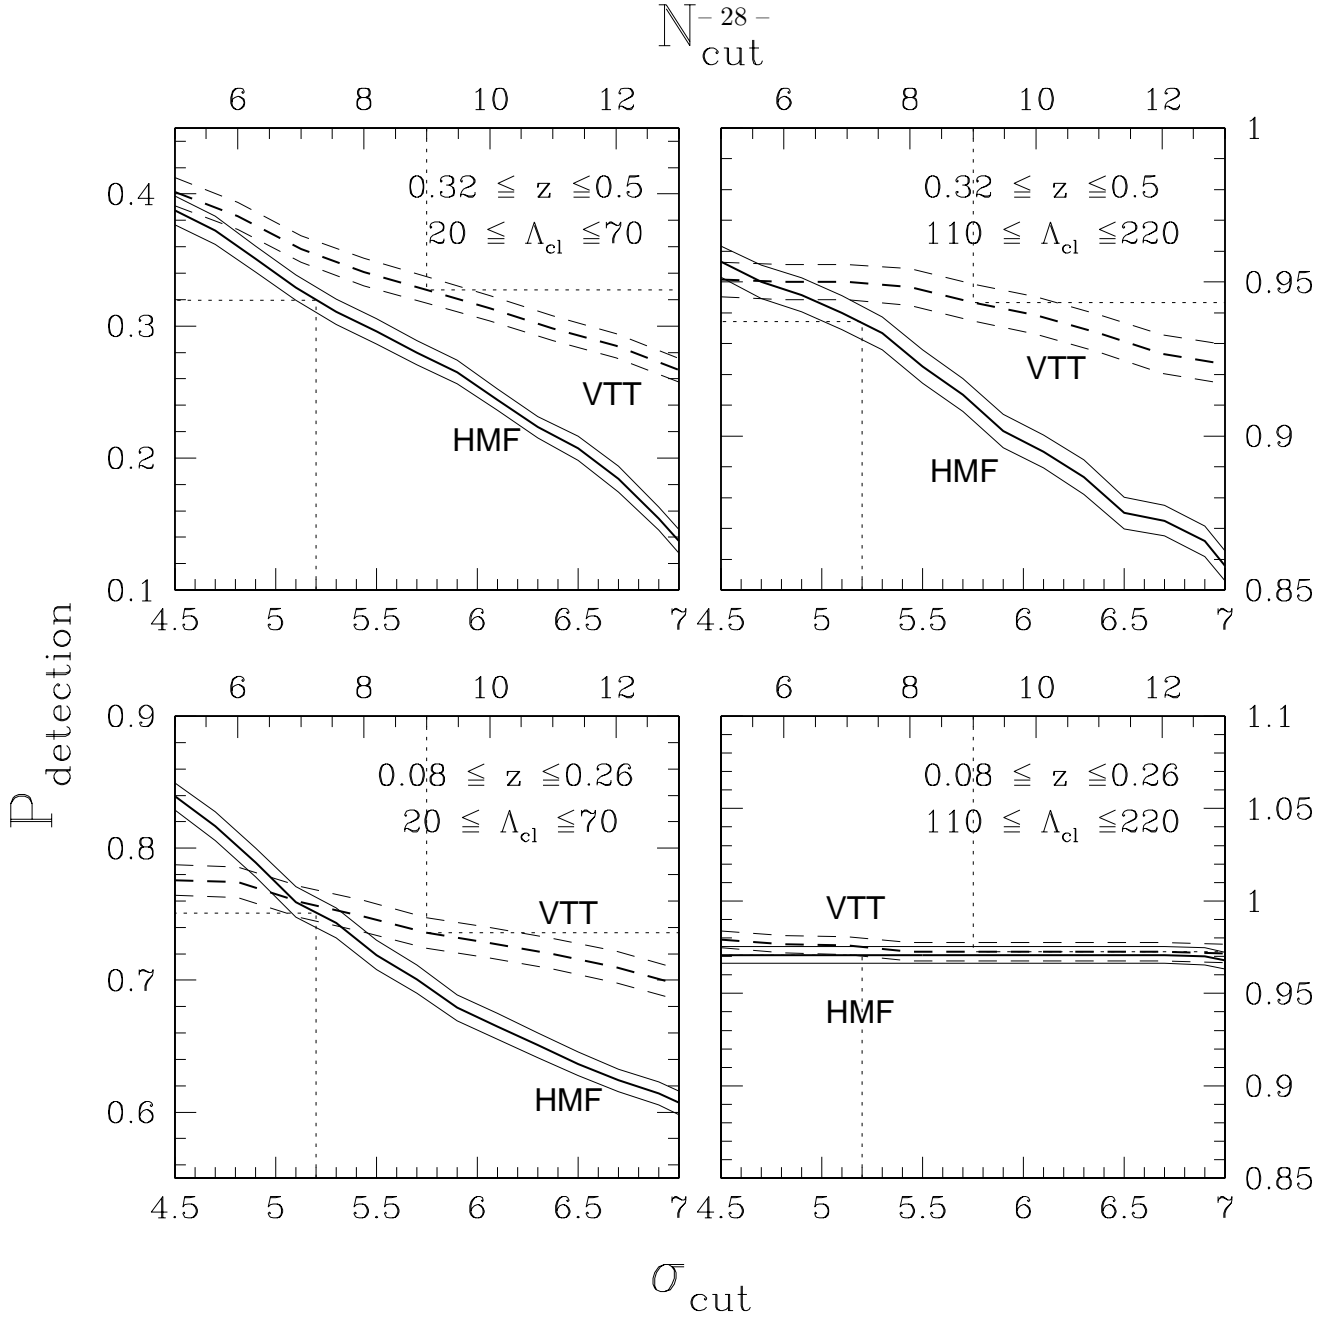 – 28 –
N_cut
6 8 10 12 6 8 10 12
0.4 0.3 0.2 0.1
0.32 ≦ z ≦0.5
20 ≦ Λ_cl ≦70
VTT
HMF
4.5 5 5.5 6 6.5 7
0.32 ≦ z ≦0.5
110 ≦ Λ_cl ≦220
VTT
HMF
1 0.95 0.9 0.85
4.5 5 5.5 6 6.5 7
P_detection
6 8 10 12 6 8 10 12
0.9 0.8 0.7 0.6
0.08 ≦ z ≦0.26
20 ≦ Λ_cl ≦70
VTT
HMF
4.5 5 5.5 6 6.5 7
0.08 ≦ z ≦0.26
110 ≦ Λ_cl ≦220
VTT
HMF
1.1 1.05 1 0.95 0.9 0.85
4.5 5 5.5 6 6.5 7
σ_cut